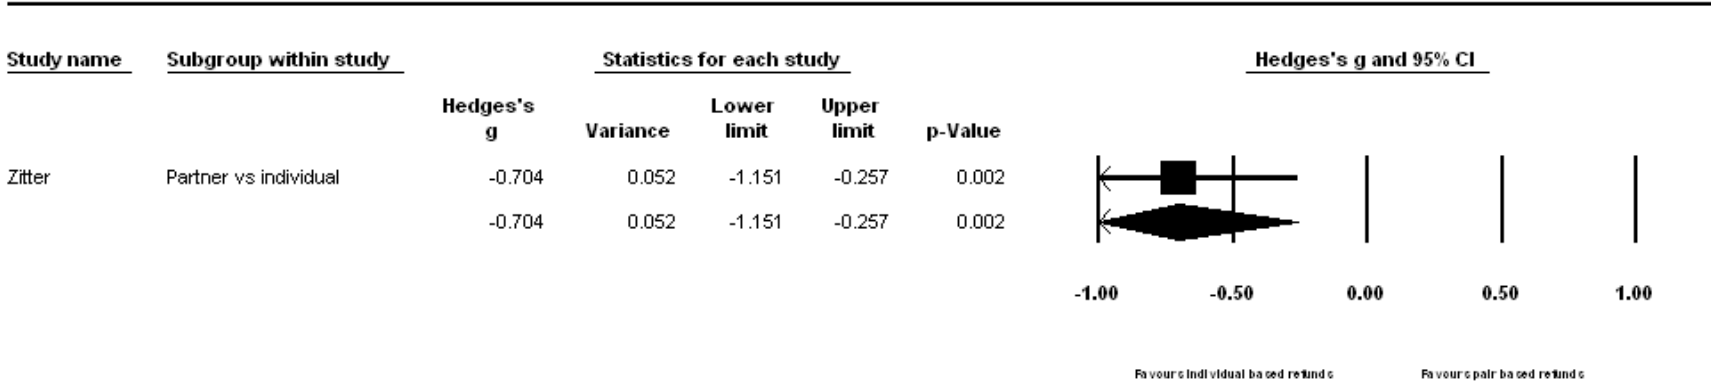 Study name Subgroup within study Statistics for each study Hedges's g and 95% CI
Hedges's Lower Upper
g Variance limit limit p-Value
Zitter Partner vs individual -0.704 0.052 -1.151 -0.257 0.002
-0.704 0.052 -1.151 -0.257 0.002
-1.00 -0.50 0.00 0.50 1.00
Favours individual based refunds Favours pair based refunds